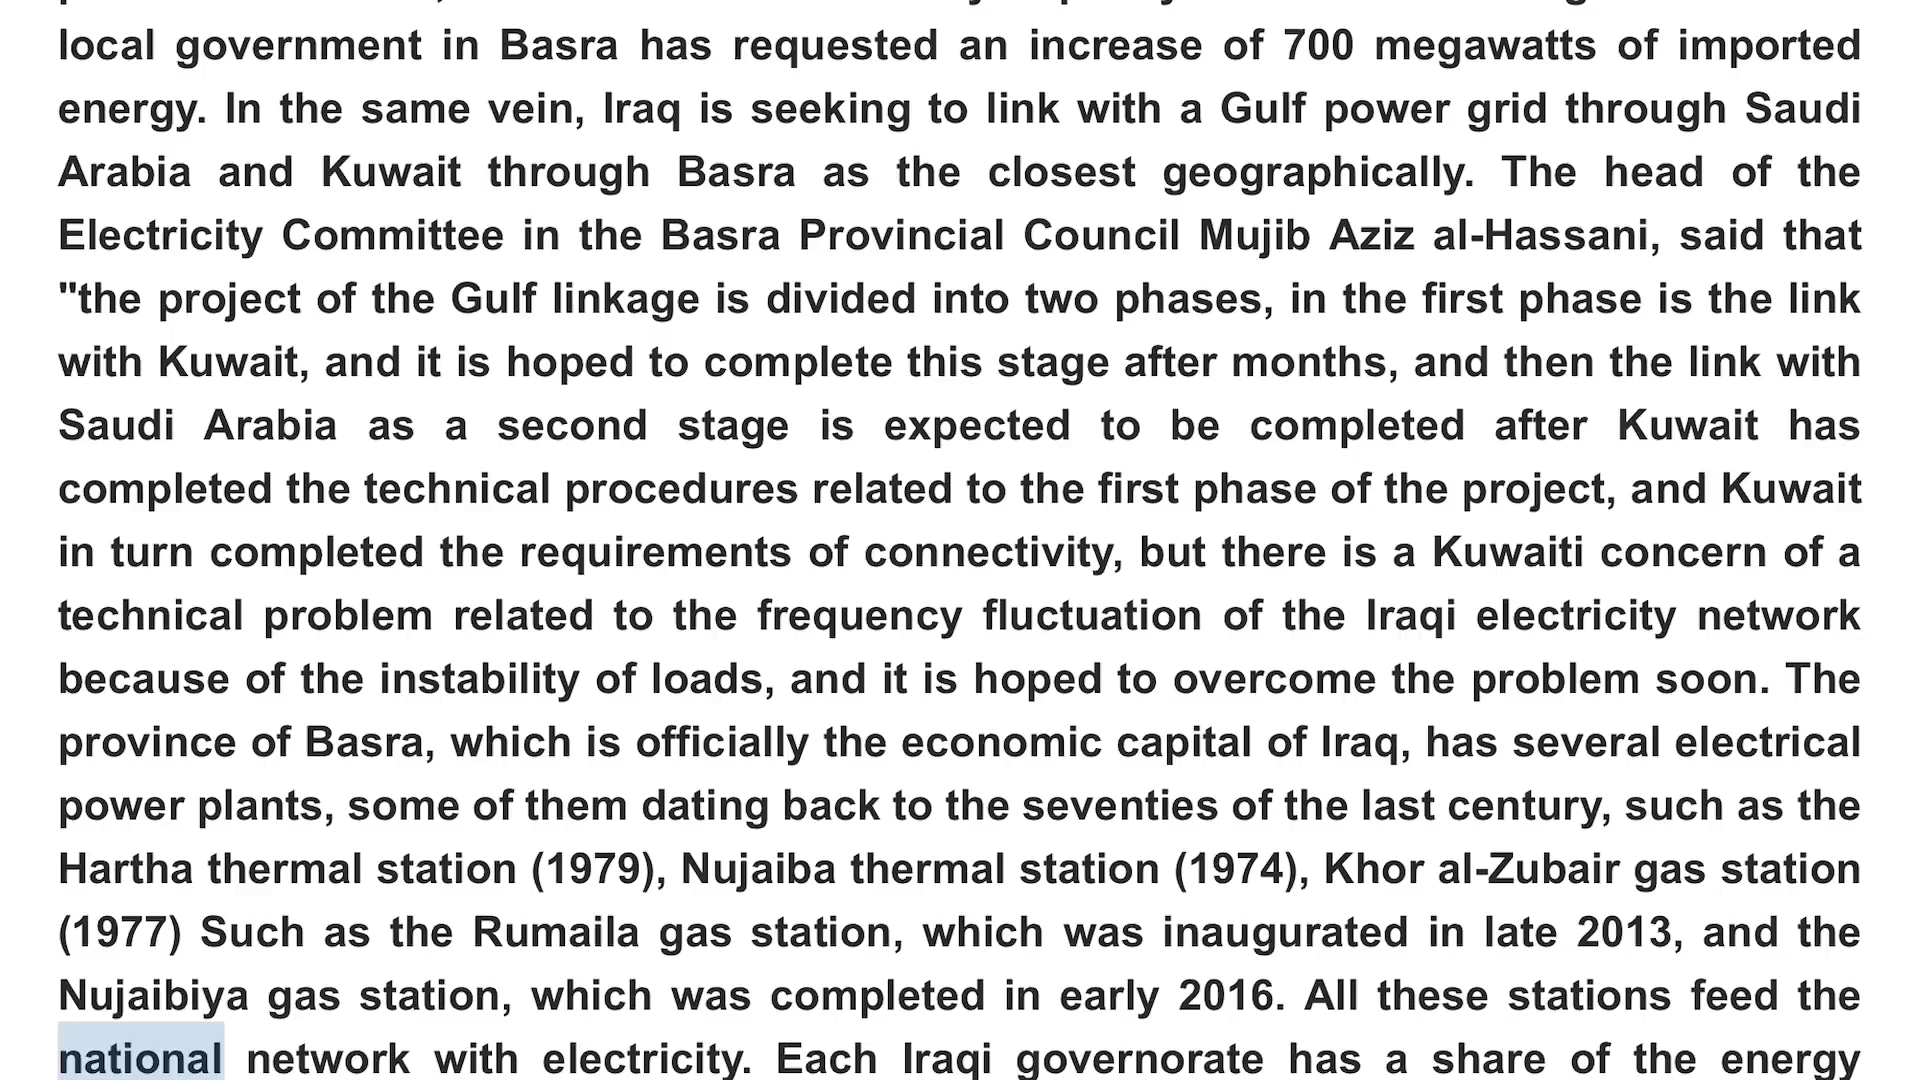 local government in Basra has requested an increase of 700 megawatts of imported
energy. In the same vein, Iraq is seeking to link with a Gulf power grid through Saudi
Arabia and Kuwait through Basra as the closest geographically. The head of the
Electricity Committee in the Basra Provincial Council Mujib Aziz al-Hassani, said that
"the project of the Gulf linkage is divided into two phases, in the first phase is the link
with Kuwait, and it is hoped to complete this stage after months, and then the link with
Saudi Arabia as a second stage is expected to be completed after Kuwait has
completed the technical procedures related to the first phase of the project, and Kuwait
in turn completed the requirements of connectivity, but there is a Kuwaiti concern of a
technical problem related to the frequency fluctuation of the Iraqi electricity network
because of the instability of loads, and it is hoped to overcome the problem soon. The
province of Basra, which is officially the economic capital of Iraq, has several electrical
power plants, some of them dating back to the seventies of the last century, such as the
Hartha thermal station (1979), Nujaiba thermal station (1974), Khor al-Zubair gas station
(1977) Such as the Rumaila gas station, which was inaugurated in late 2013, and the
Nujaibiya gas station, which was completed in early 2016. All these stations feed the
national network with electricity. Each Iraqi governorate has a share of the energy